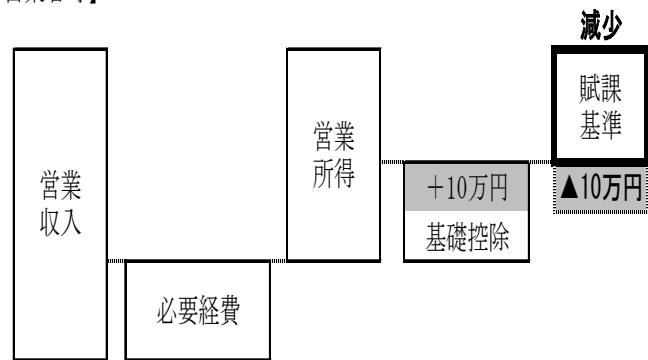 減少
賦課
基準
営業
所得
営業
収入
+10万円
▲10万円
基礎控除
必要経費